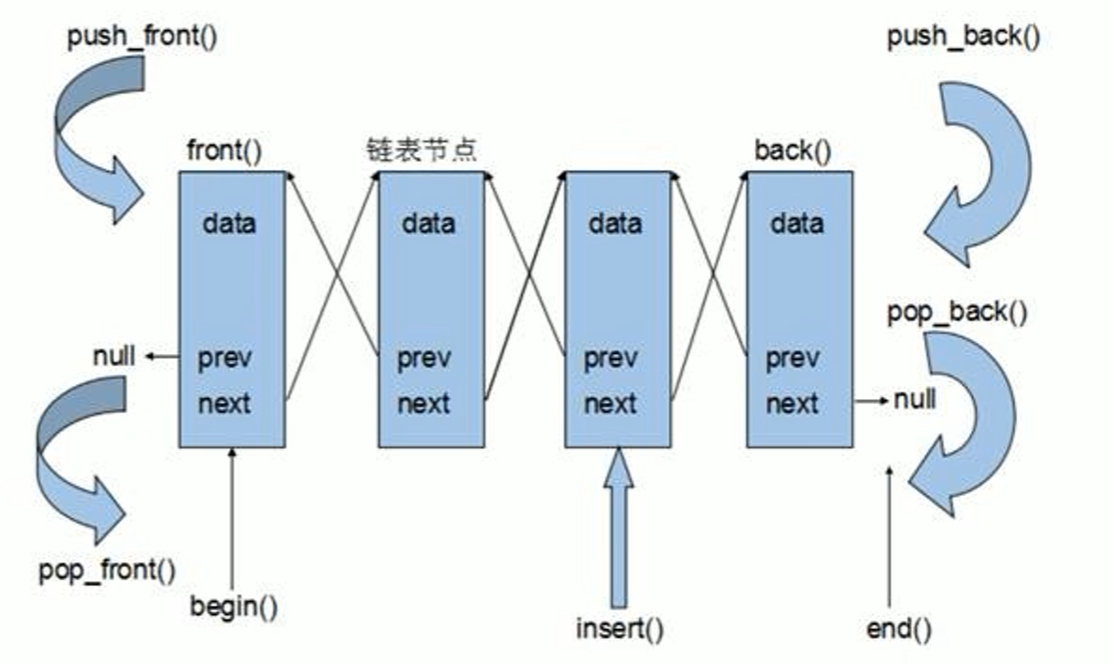 push_front()
push_back()
front()
链表节点
back()
data
data
data
data
pop_back()
null
prev
prev
prev
prev
next
next
next
next
null
pop_front()
begin()
insert()
end()